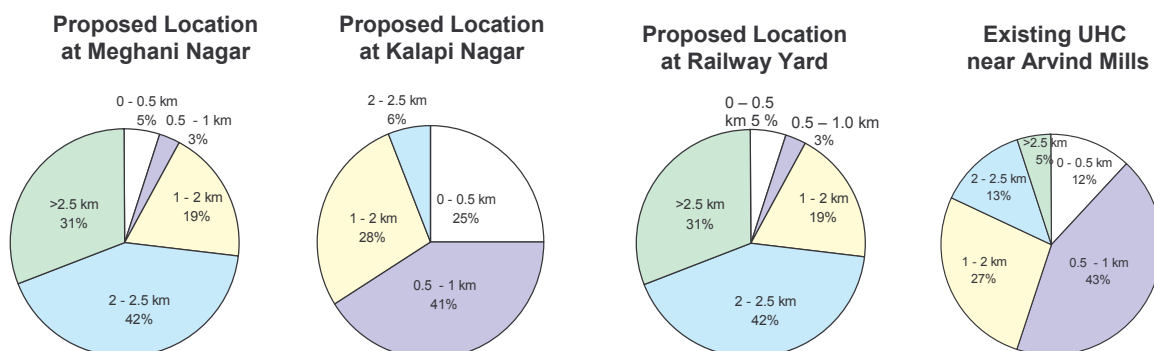 Proposed Location
at Meghani Nagar
0 - 0.5 km
5%
0.5 - 1 km
3%
1 - 2 km
19%
2 - 2.5 km
42%
>2.5 km
31%
Proposed Location
at Kalapi Nagar
2 - 2.5 km
6%
0 - 0.5 km
25%
0.5 - 1 km
41%
1 - 2 km
28%
Proposed Location
at Railway Yard
0 – 0.5
km 5 %
0.5 – 1.0 km
3%
1 - 2 km
19%
2 - 2.5 km
42%
>2.5 km
31%
Existing UHC
near Arvind Mills
>2.5 km
5%
0 - 0.5 km
12%
0.5 - 1 km
43%
1 - 2 km
27%
2 - 2.5 km
13%